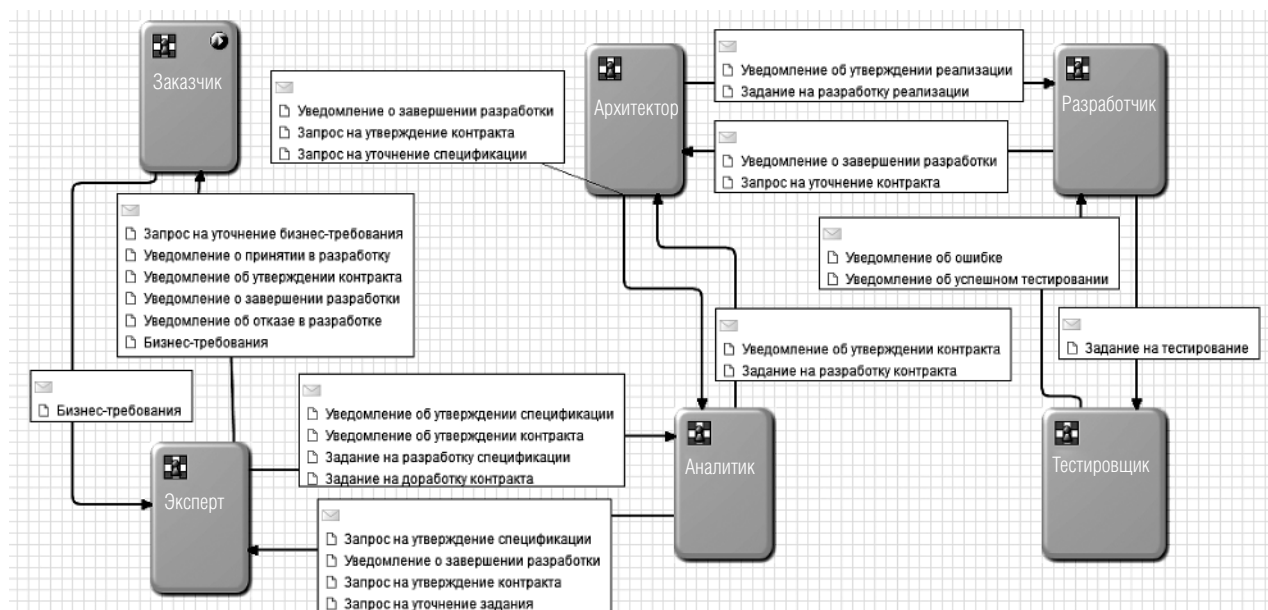 Заказчик
Уведомление о завершении разработки
Запрос на утверждение контракта
Запрос на уточнение спецификации
Архитектор
Уведомление об утверждении реализации
Задание на разработку реализации
Разработчик
Уведомление о завершении разработки
Запрос на уточнение контракта
Запрос на уточнение бизнес-требования
Уведомление о принятии в разработку
Уведомление об утверждении контракта
Уведомление о завершении разработки
Уведомление об отказе в разработке
Бизнес-требования
Уведомление об ошибке
Уведомление об успешном тестировании
Уведомление об утверждении контракта
Задание на разработку контракта
Задание на тестирование
Бизнес-требования
Уведомление об утверждении спецификации
Уведомление об утверждении контракта
Задание на разработку спецификации
Задание на доработку контракта
Эксперт
Аналитик
Тестировщик
Запрос на утверждение спецификации
Уведомление о завершении разработки
Запрос на утверждение контракта
Запрос на уточнение задания